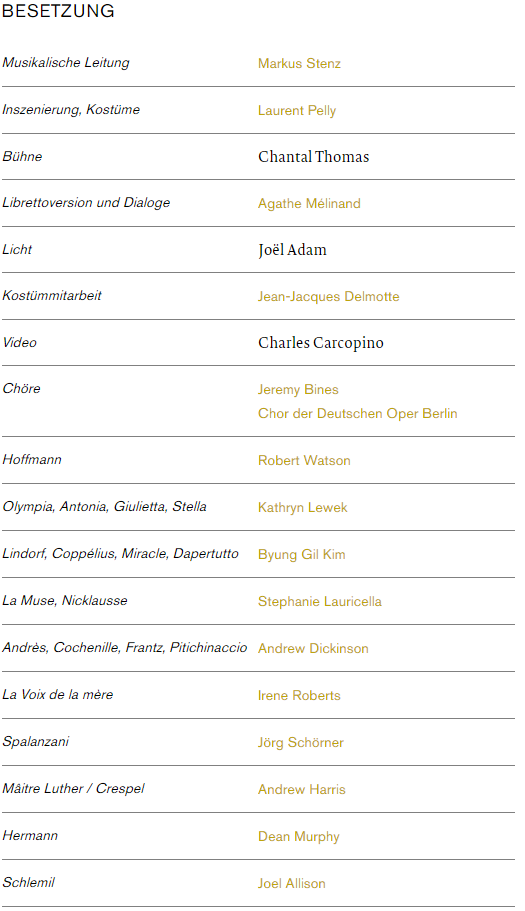 BESETZUNG
Musikalische Leitung Markus Stenz
Inszenierung, Kostüme Laurent Pelly
Bühne Chantal Thomas
Librettoversion und Dialoge Agathe Mélinand
Licht Joël Adam
Kostümmitarbeit Jean-Jacques Delmotte
Video Charles Carcopino
Chöre Jeremy Bines
Chor der Deutschen Oper Berlin
Hoffmann Robert Watson
Olympia, Antonia, Giulietta, Stella Kathryn Lewek
Lindorf, Coppélius, Miracle, Dapertutto Byung Gil Kim
La Muse, Nicklausse Stephanie Lauricella
Andrès, Cochenille, Frantz, Pitichinaccio Andrew Dickinson
La Voix de la mère Irene Roberts
Spalanzani Jörg Schörner
Mâitre Luther / Crespel Andrew Harris
Hermann Dean Murphy
Schlemil Joel Allison